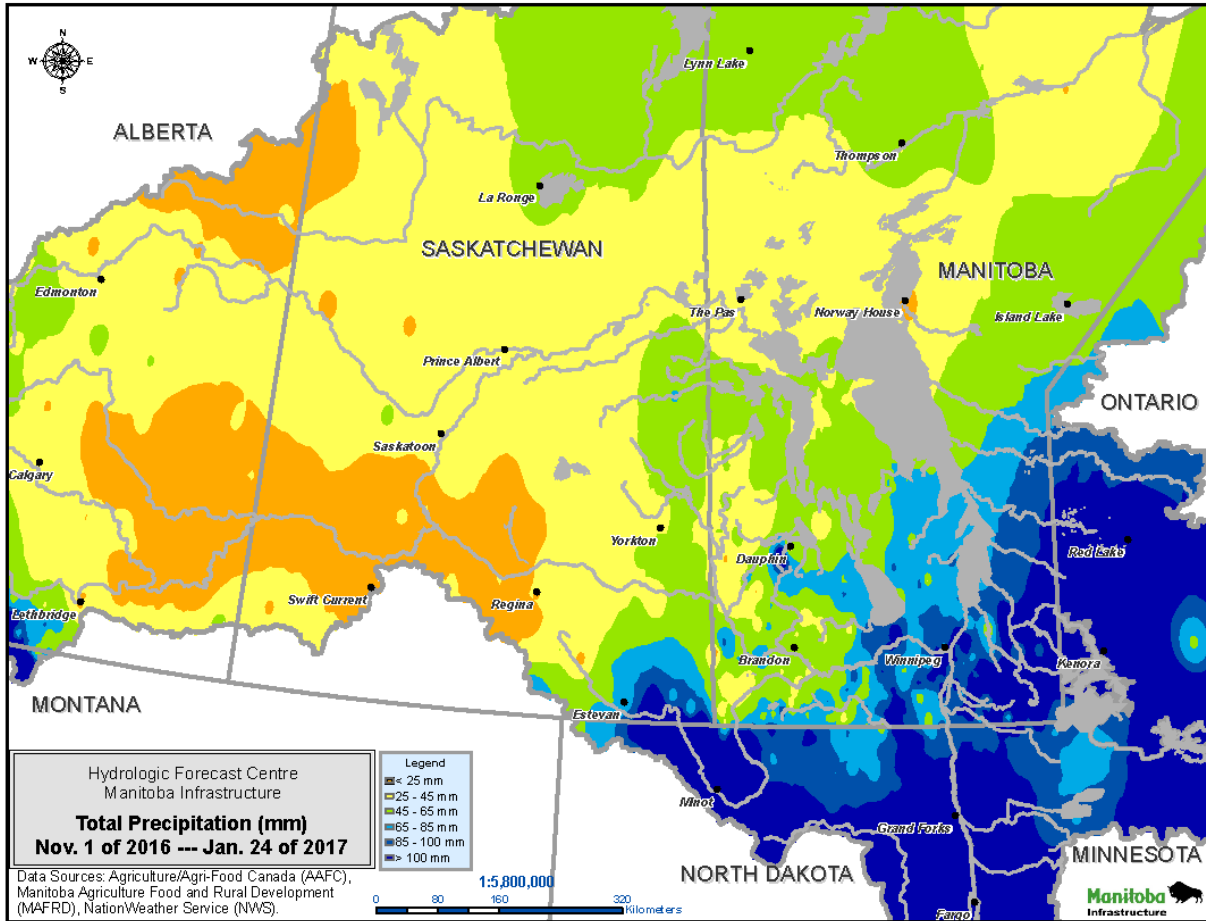 N
W E
S
Lynn Lake
ALBERTA
Thompson
La Ronge
SASKATCHEWAN
MANITOBA
Edmonton
The Pas
Norway House
Island Lake
Prince Albert
ONTARIO
Saskatoon
Calgary
Yorkton
Dauphin
Red Lake
Lethbridge
Swift Current
Regina
Brandon
Winnipeg
Kenora
MONTANA
Estevan
Minot
Grand Forks
NORTH DAKOTA
MINNESOTA
Fargo
Hydrologic Forecast Centre
Manitoba Infrastructure
Total Precipitation (mm)
Nov. 1 of 2016 --- Jan. 24 of 2017
Data Sources: Agriculture/Agri-Food Canada (AAFC),
Manitoba Agriculture Food and Rural Development
(MAFRD), NationWeather Service (NWS).
Legend
< 25 mm
25 - 45 mm
45 - 65 mm
65 - 85 mm
85 - 100 mm
> 100 mm
1:5,800,000
0 80 160 320
Kilometers
Manitoba
Infrastructure